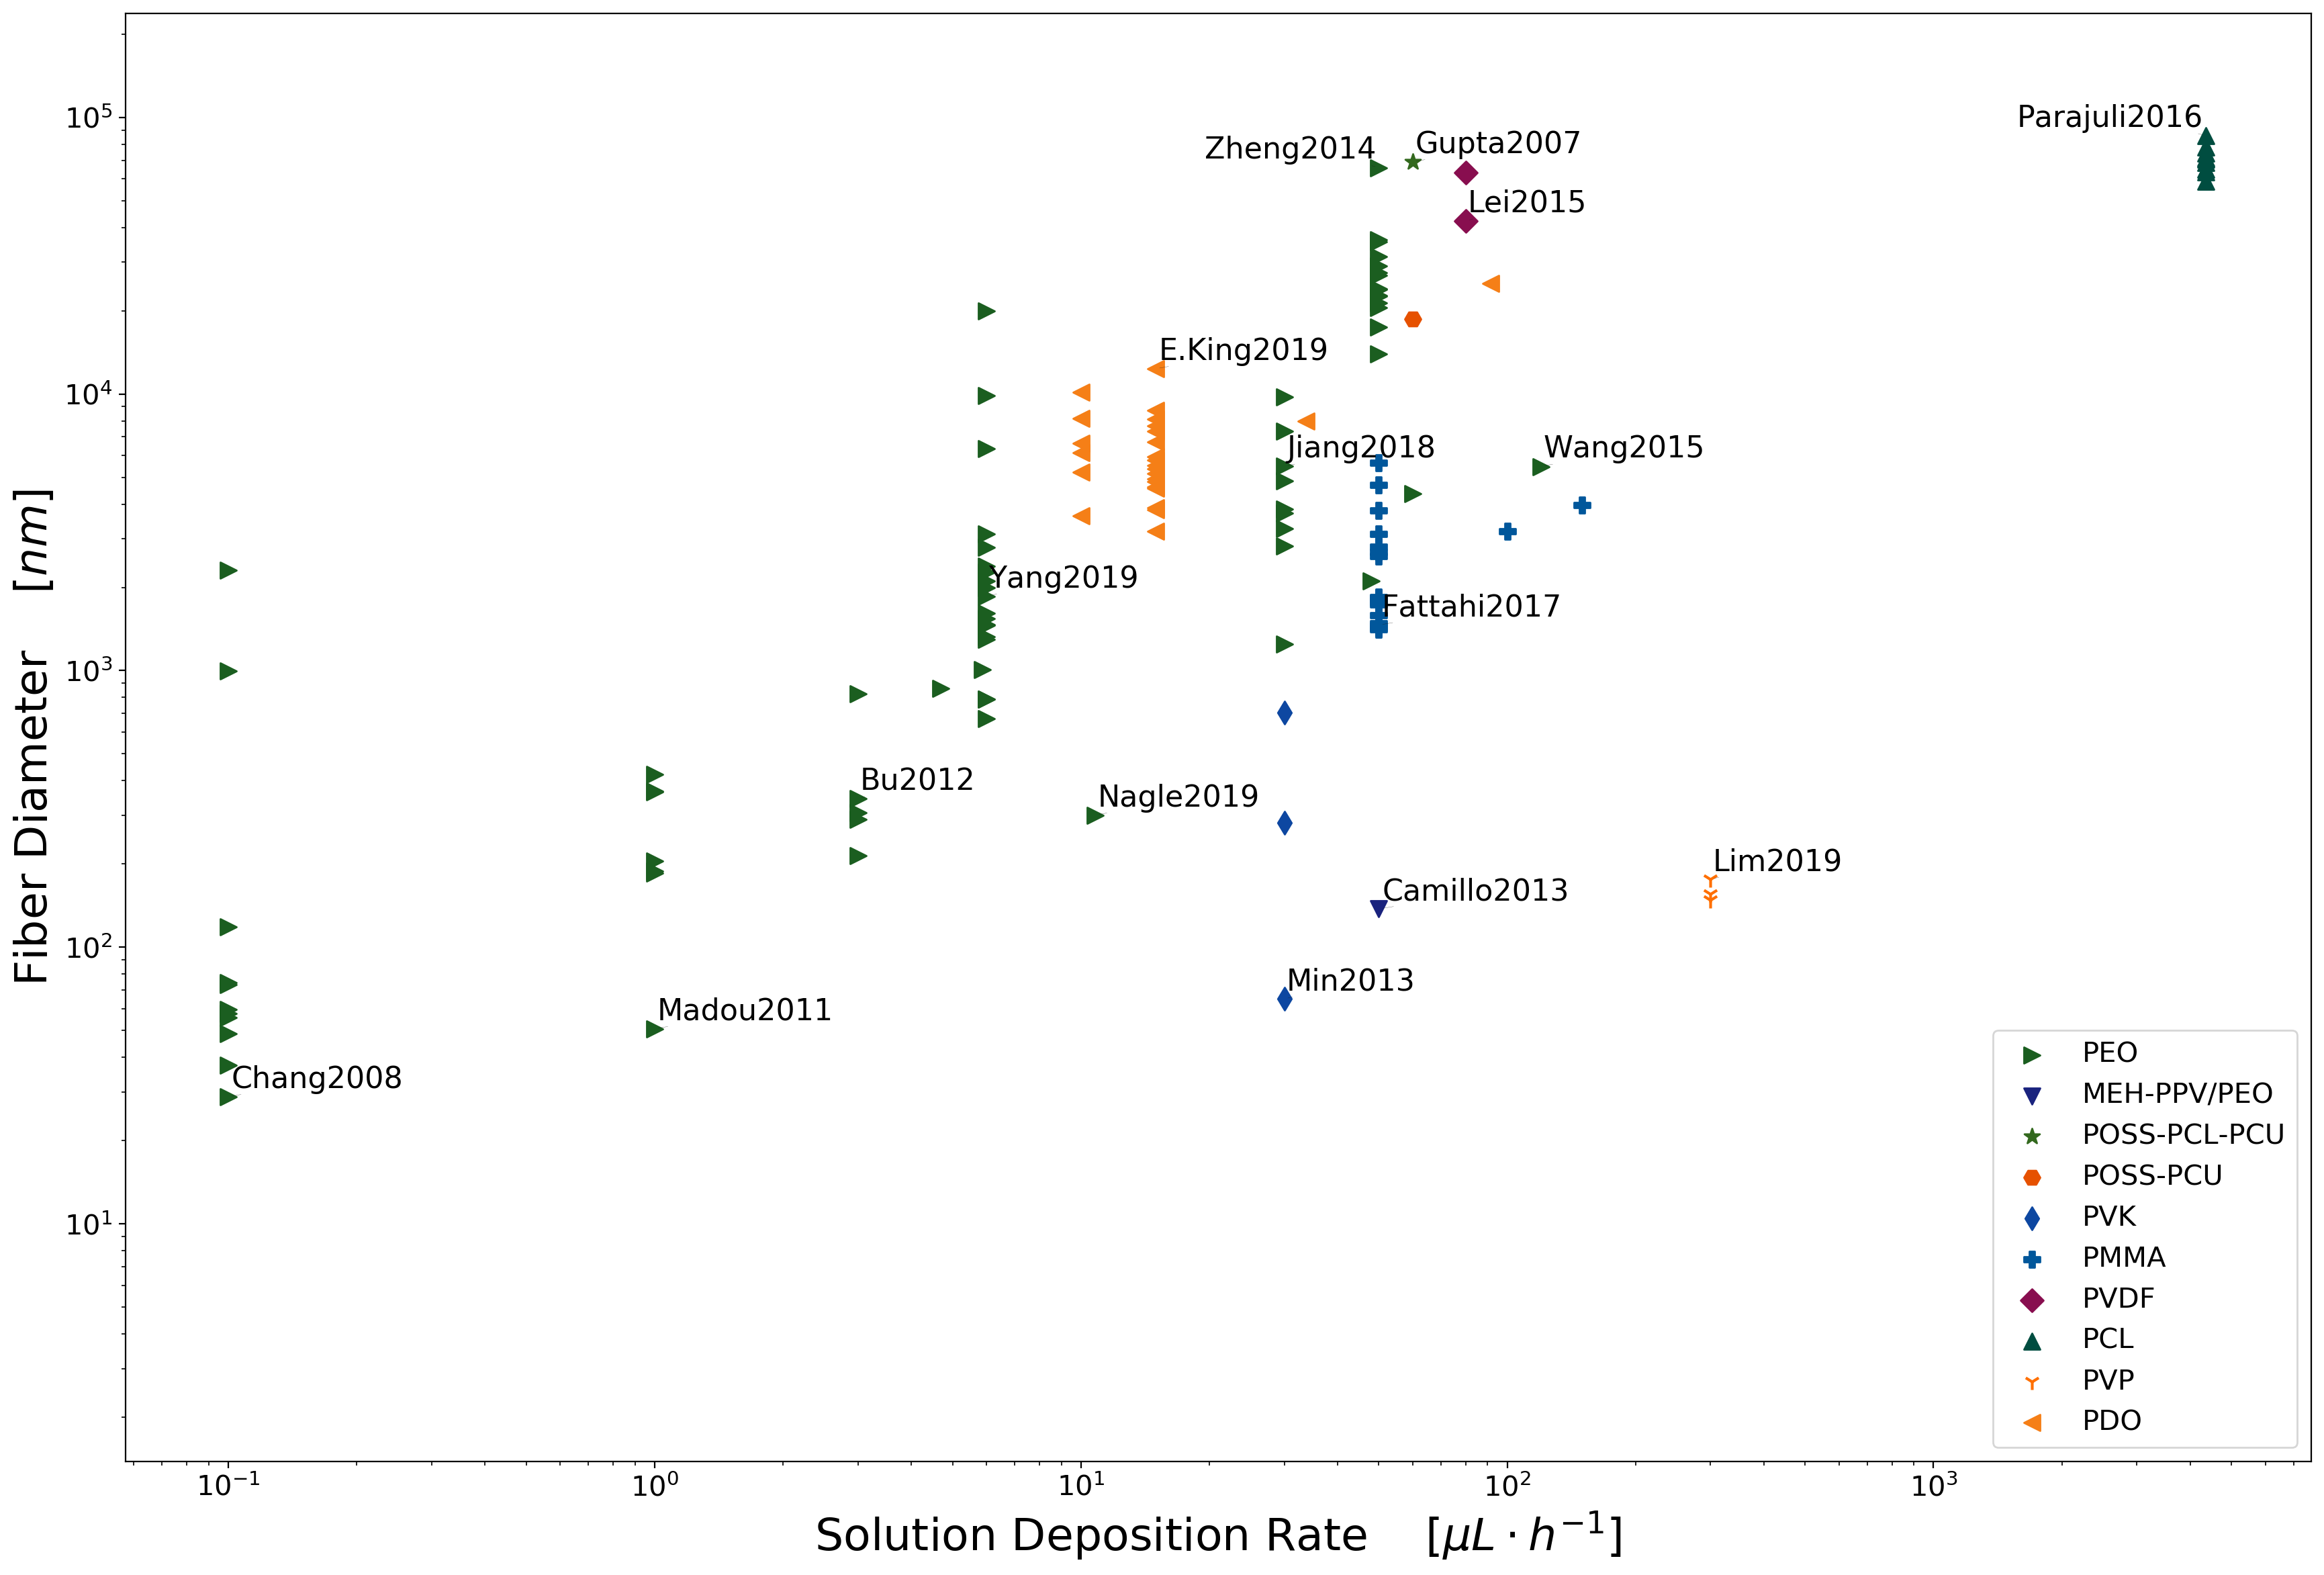 10⁵
10⁴
10³
10²
10¹
Fiber Diameter [nm]
Parajuli2016
Zheng2014
Gupta2007
Lei2015
E.King2019
Jiang2018
Wang2015
Yang2019
Fattahi2017
Bu2012
Nagle2019
Lim2019
Camillo2013
Min2013
Madou2011
Chang2008
PEO
MEH-PPV/PEO
POSS-PCL-PCU
POSS-PCU
PVK
PMMA
PVDF
PCL
PVP
PDO
10⁻¹ 10⁰ 10¹ 10² 10³
Solution Deposition Rate [μL · h⁻¹]